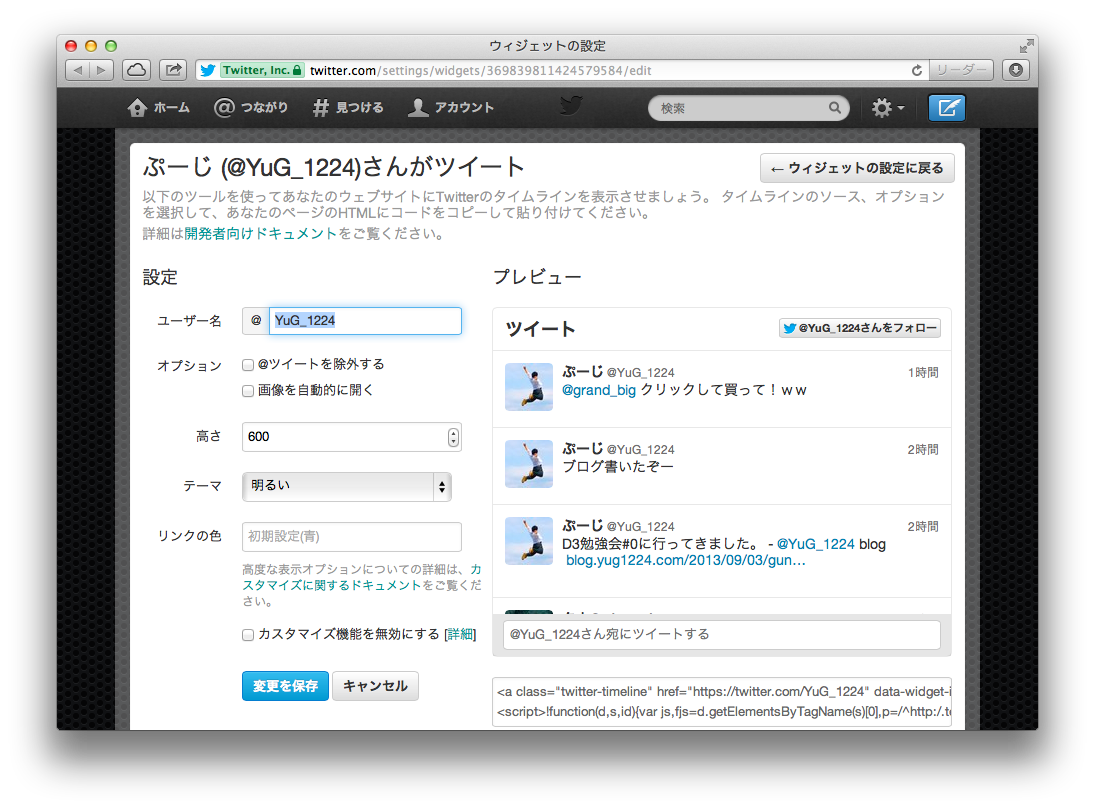 ウィジェットの設定
Twitter, Inc. twitter.com/settings/widgets/369839811424579584/edit リーダー
ホーム @ つながり # 見つける アカウント 検索
ぷーじ (@YuG_1224)さんがツイート
← ウィジェットの設定に戻る
以下のツールを使ってあなたのウェブサイトにTwitterのタイムラインを表示させましょう。 タイムラインのソース、オプション
を選択して、あなたのページのHTMLにコードをコピーして貼り付けてください。
詳細は開発者向けドキュメントをご覧ください。
設定
ユーザー名 @ YuG_1224
オプション @ツイートを除外する
画像を自動的に開く
高さ 600
テーマ 明るい
リンクの色 初期設定(青)
高度な表示オプションについての詳細は、カ
スタマイズに関するドキュメントをご覧くだ
さい。
カスタマイズ機能を無効にする [詳細]
変更を保存 キャンセル
プレビュー
ツイート @YuG_1224さんをフォロー
ぷーじ @YuG_1224 1時間
@grand_big クリックして買って！ｗｗ
ぷーじ @YuG_1224 2時間
ブログ書いたぞー
ぷーじ @YuG_1224 2時間
D3勉強会#0に行ってきました。 - @YuG_1224 blog
blog.yug1224.com/2013/09/03/gun…
@YuG_1224さん宛にツイートする
<a class="twitter-timeline" href="https://twitter.com/YuG_1224" data-widget-i
<script>!function(d,s,id){var js,fjs=d.getElementsByTagName(s)[0],p=/^http:/.t